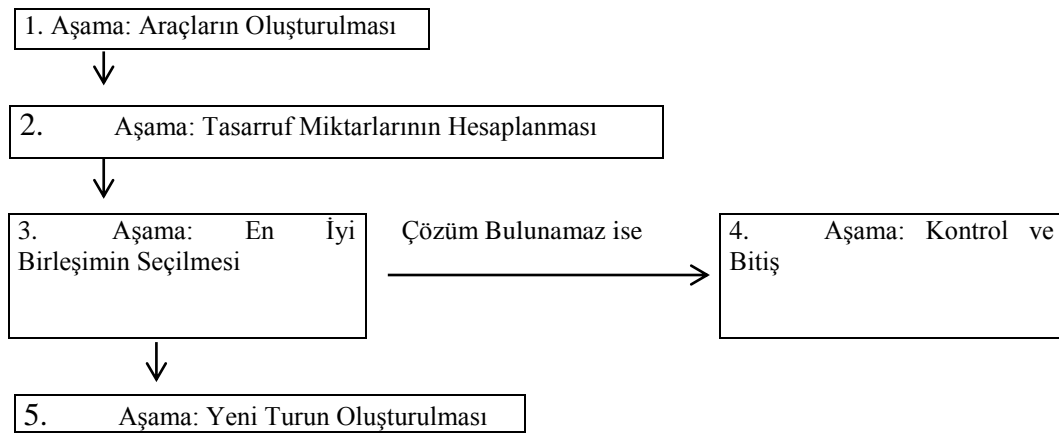 1. Aşama: Araçların Oluşturulması
2. Aşama: Tasarruf Miktarlarının Hesaplanması
3. Aşama: En İyi
Birleşimin Seçilmesi
Çözüm Bulunamaz ise
4. Aşama: Kontrol ve
Bitiş
5. Aşama: Yeni Turun Oluşturulması